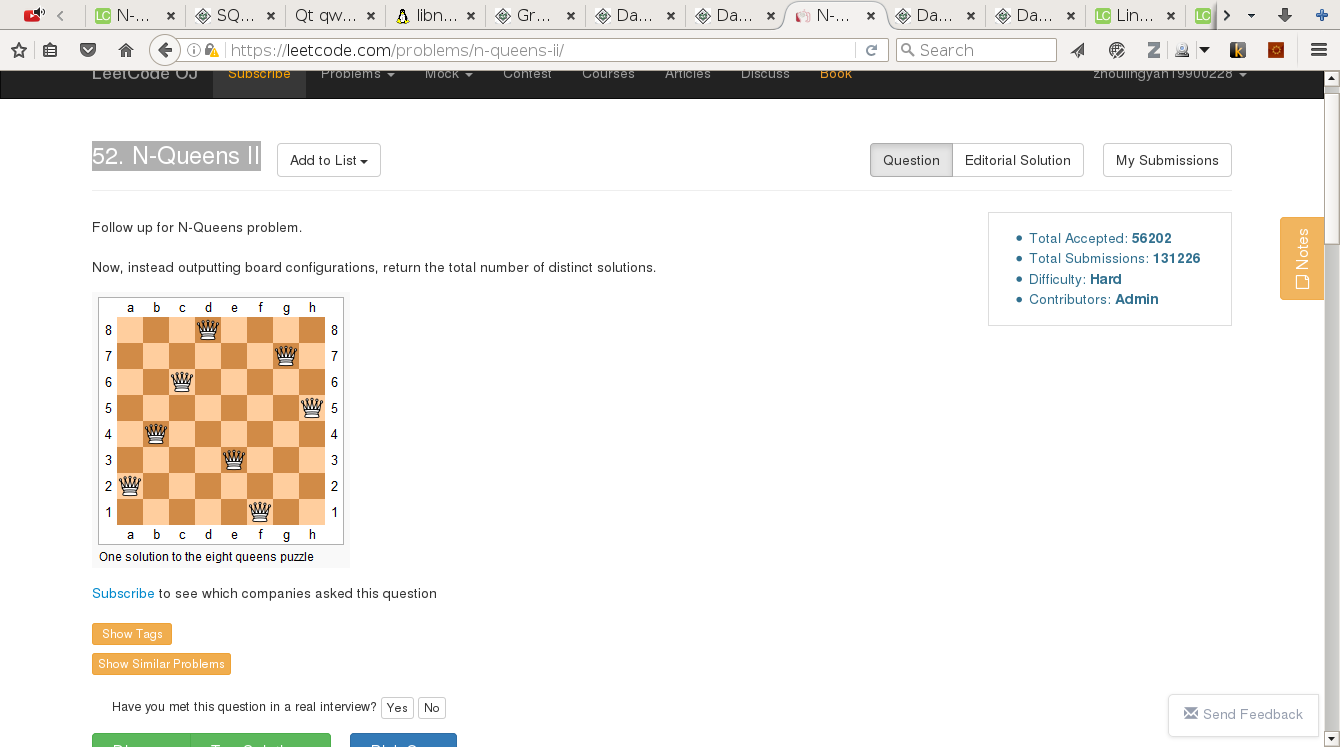 N-... SQ... Qt qw... libn... Gr... Da... Da... N-... Da... Da... Lin...
https://leetcode.com/problems/n-queens-ii/ Search
LeetCode OJ Subscribe Problems Mock Contest Courses Articles Discuss Book zhoulingyan19900228
52. N-Queens II Add to List Question Editorial Solution My Submissions
Follow up for N-Queens problem.
Now, instead outputting board configurations, return the total number of distinct solutions.
Total Accepted: 56202
Total Submissions: 131226
Difficulty: Hard
Contributors: Admin
Notes
a b c d e f g h
8 8
7 7
6 6
5 5
4 4
3 3
2 2
1 1
a b c d e f g h
One solution to the eight queens puzzle
Subscribe to see which companies asked this question
Show Tags
Show Similar Problems
Have you met this question in a real interview? Yes No
Send Feedback